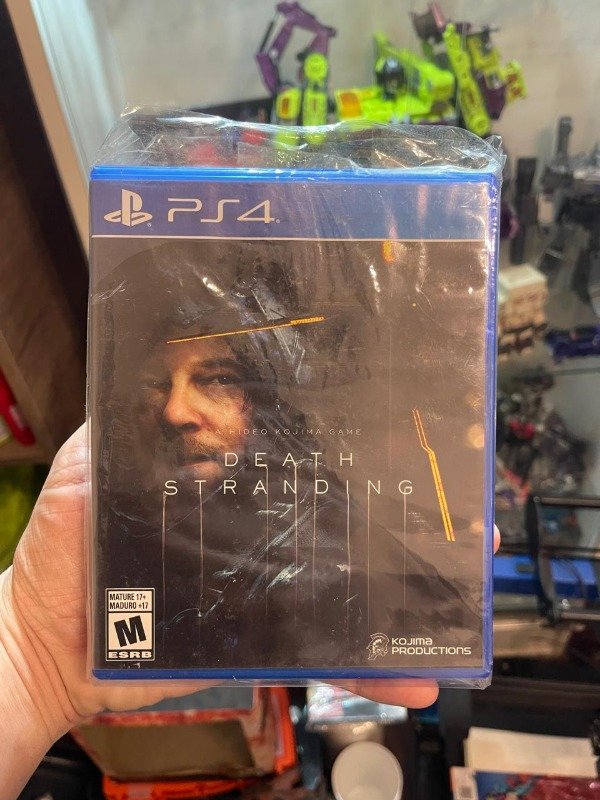 PS4
A HIDEO KOJIMA GAME
DEATH
STRANDING
MATURE 17+
MADURO +17
M
ESRB
KOJIMA
PRODUCTIONS